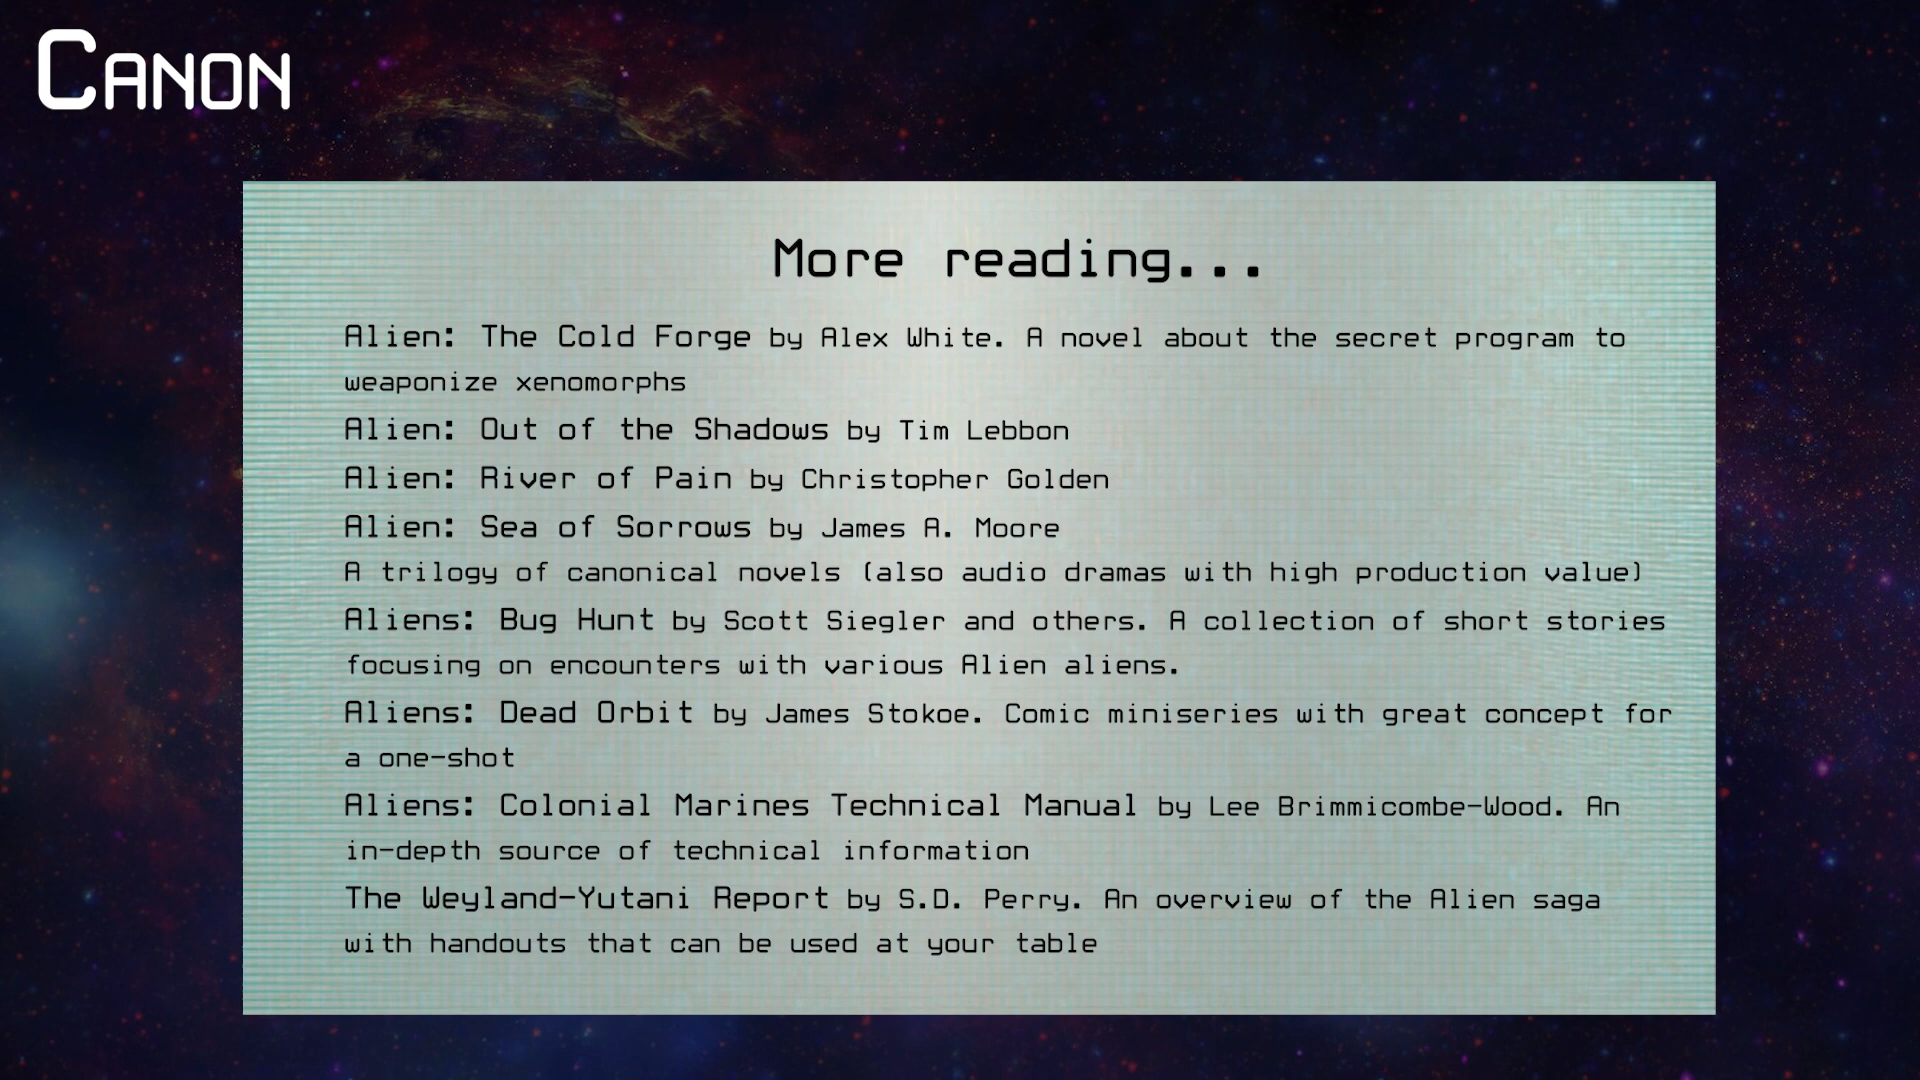 Canon
More reading...
Alien: The Cold Forge by Alex White. A novel about the secret program to
weaponize xenomorphs
Alien: Out of the Shadows by Tim Lebbon
Alien: River of Pain by Christopher Golden
Alien: Sea of Sorrows by James A. Moore
A trilogy of canonical novels (also audio dramas with high production value)
Aliens: Bug Hunt by Scott Siegler and others. A collection of short stories
focusing on encounters with various Alien aliens.
Aliens: Dead Orbit by James Stokoe. Comic miniseries with great concept for
a one-shot
Aliens: Colonial Marines Technical Manual by Lee Brimmicombe-Wood. An
in-depth source of technical information
The Weyland-Yutani Report by S.D. Perry. An overview of the Alien saga
with handouts that can be used at your table